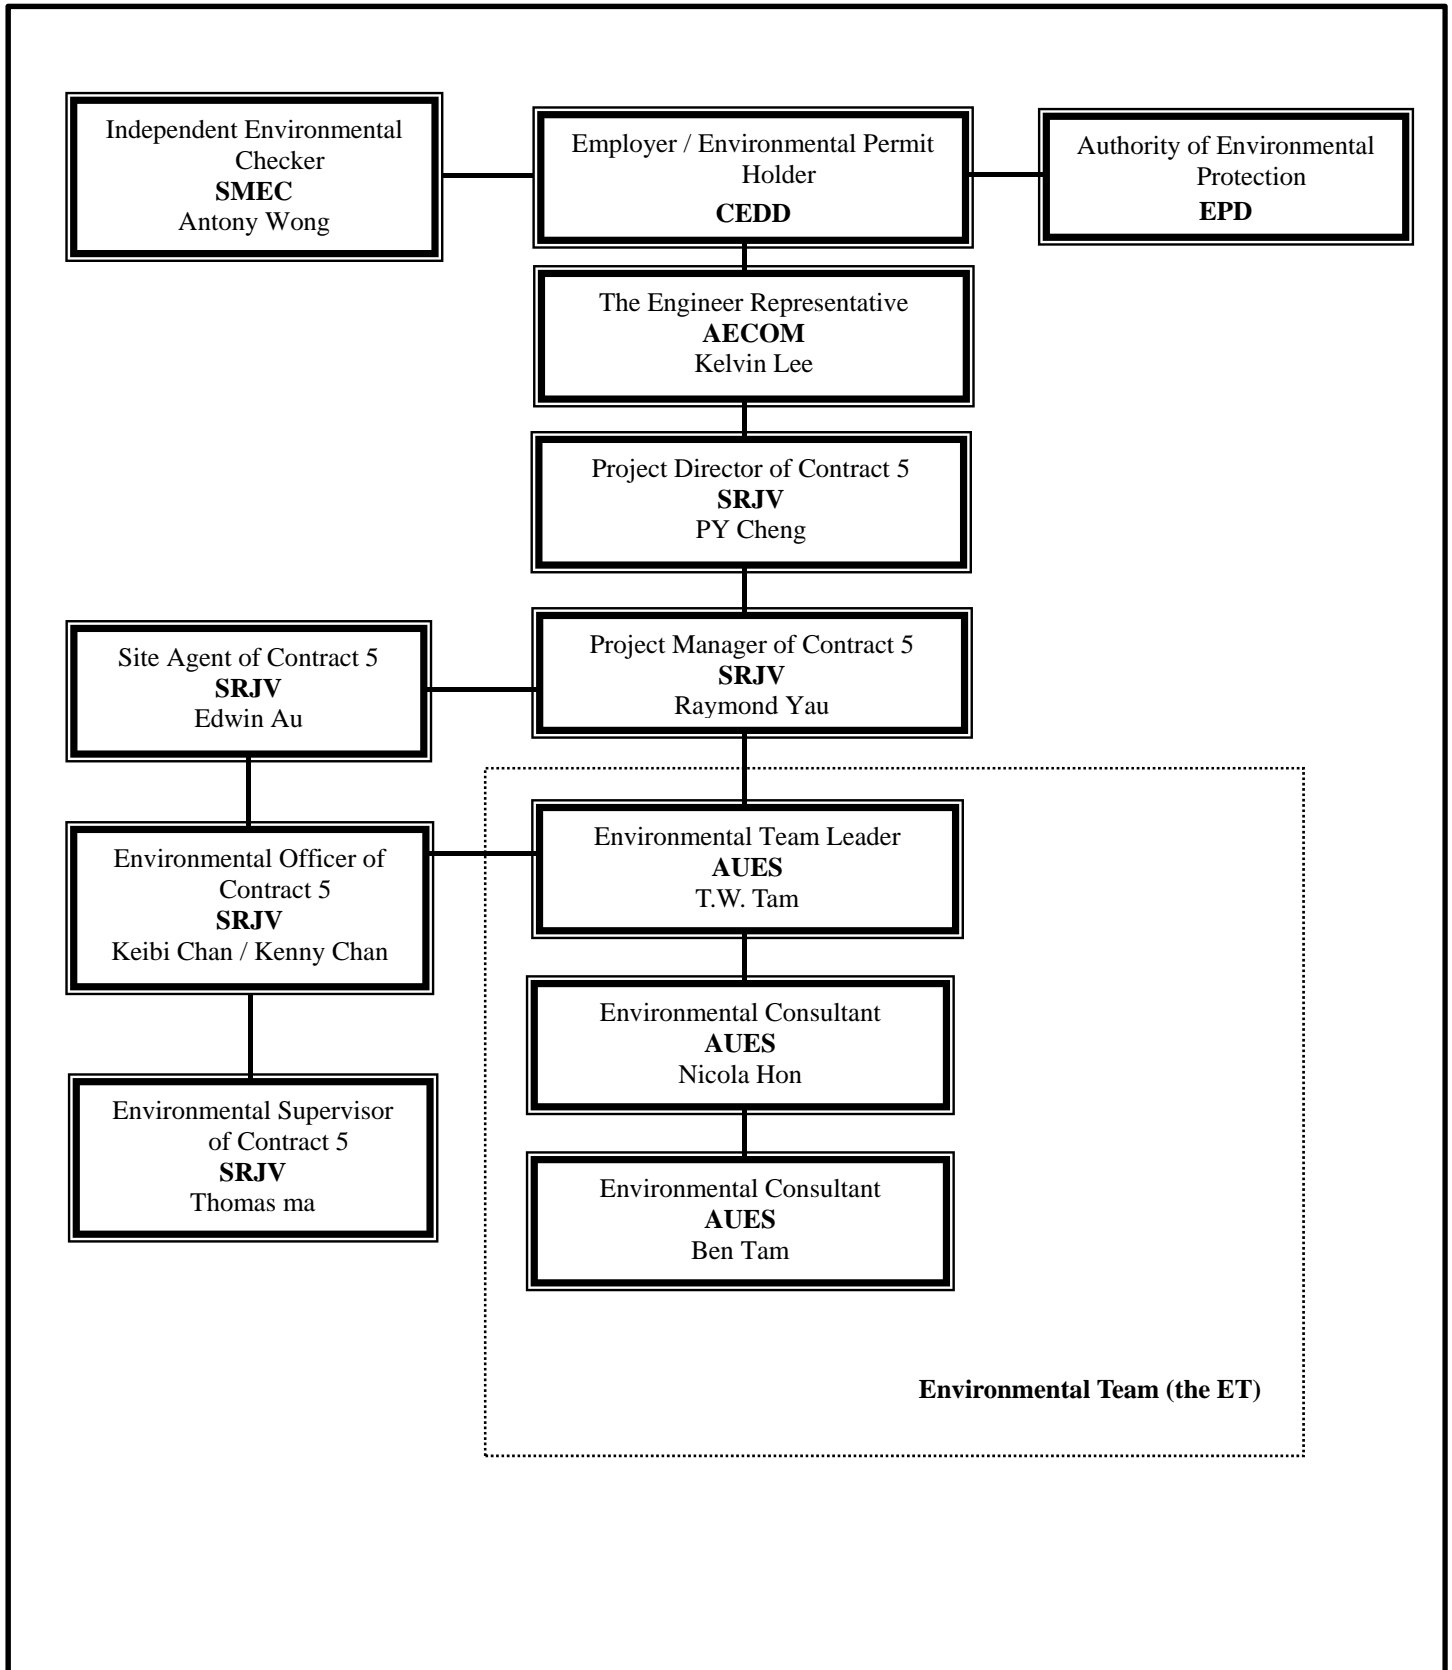 Independent Environmental
Checker
SMEC
Antony Wong
Employer / Environmental Permit
Holder
CEDD
Authority of Environmental
Protection
EPD
The Engineer Representative
AECOM
Kelvin Lee
Project Director of Contract 5
SRJV
PY Cheng
Project Manager of Contract 5
SRJV
Raymond Yau
Site Agent of Contract 5
SRJV
Edwin Au
Environmental Team Leader
AUES
T.W. Tam
Environmental Officer of
Contract 5
SRJV
Keibi Chan / Kenny Chan
Environmental Consultant
AUES
Nicola Hon
Environmental Supervisor
of Contract 5
SRJV
Thomas ma
Environmental Consultant
AUES
Ben Tam
Environmental Team (the ET)